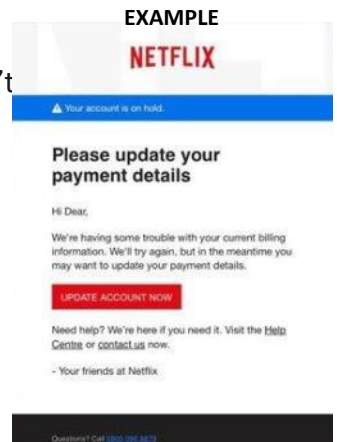 EXAMPLE
NETFLIX
't
Your account is on hold.
Please update your
payment details
Hi Dear,
We're having some trouble with your current billing
information. We'll try again, but in the meantime you
may want to update your payment details.
UPDATE ACCOUNT NOW
Need help? We're here if you need it. Visit the Help
Centre or contact us now.
- Your friends at Netflix
Questions? Call